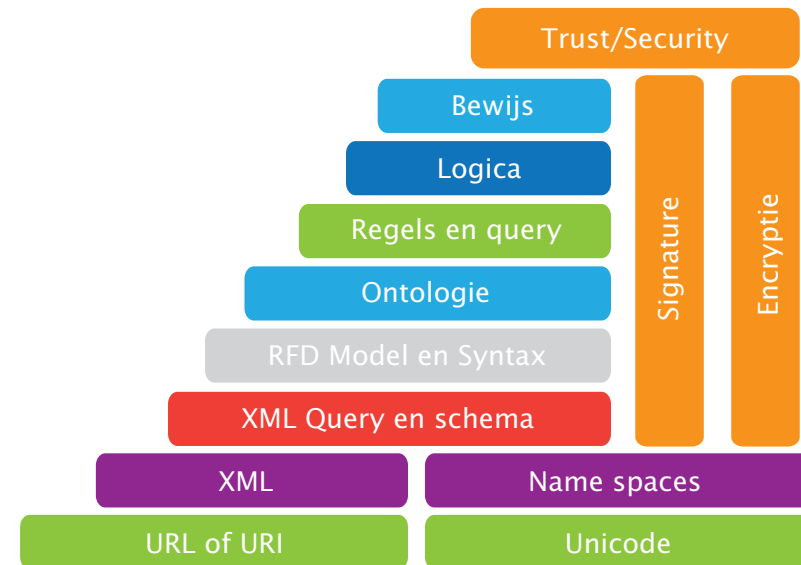 Trust/Security
Bewijs
Logica
Regels en query
Ontologie
RFD Model en Syntax
XML Query en schema
Signature
Encryptie
XML
Name spaces
URL of URI
Unicode